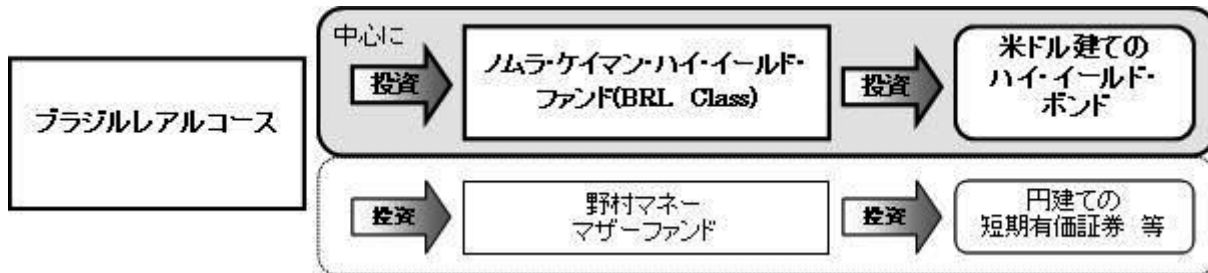 ブラジルレアルコース
中心に
投資
ノムラ・ケイマン・ハイ・イールド・
ファンド(BRL Class)
投資
米ドル建ての
ハイ・イールド・
ボンド
投資
野村マネー
マザーファンド
投資
円建ての
短期有価証券 等